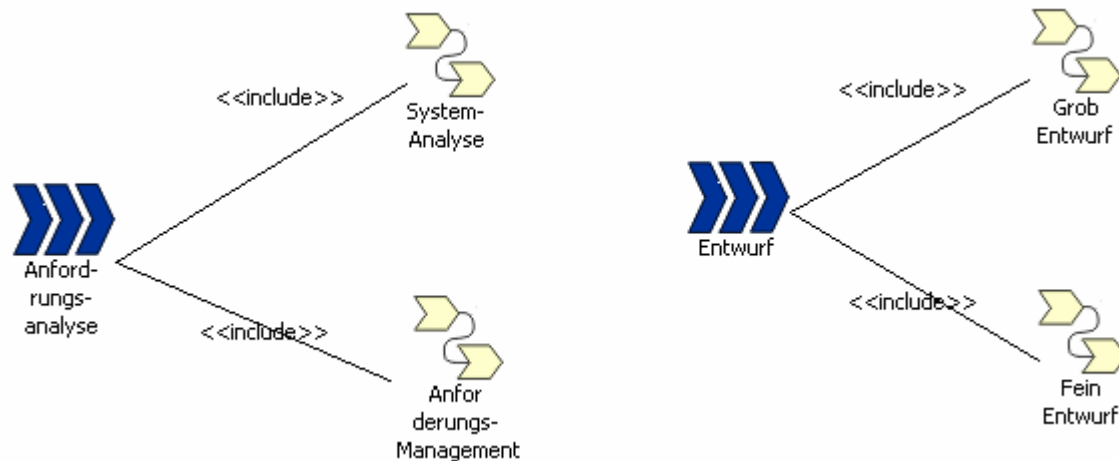 <<include>>
System-
Analyse
Anford-
rungs-
analyse
<<include>>
Anfor
derungs-
Management
<<include>>
Grob
Entwurf
Entwurf
<<include>>
Fein
Entwurf